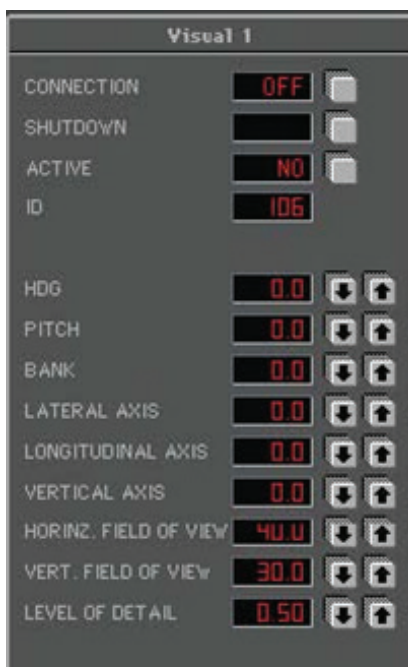 Visual 1
CONNECTION OFF
SHUTDOWN
ACTIVE NO
ID 106
HDG 0.0
PITCH 0.0
BANK 0.0
LATERAL AXIS 0.0
LONGITUDINAL AXIS 0.0
VERTICAL AXIS 0.0
HORINZ. FIELD OF VIEW 40.0
VERT. FIELD OF VIEW 30.0
LEVEL OF DETAIL 0.50